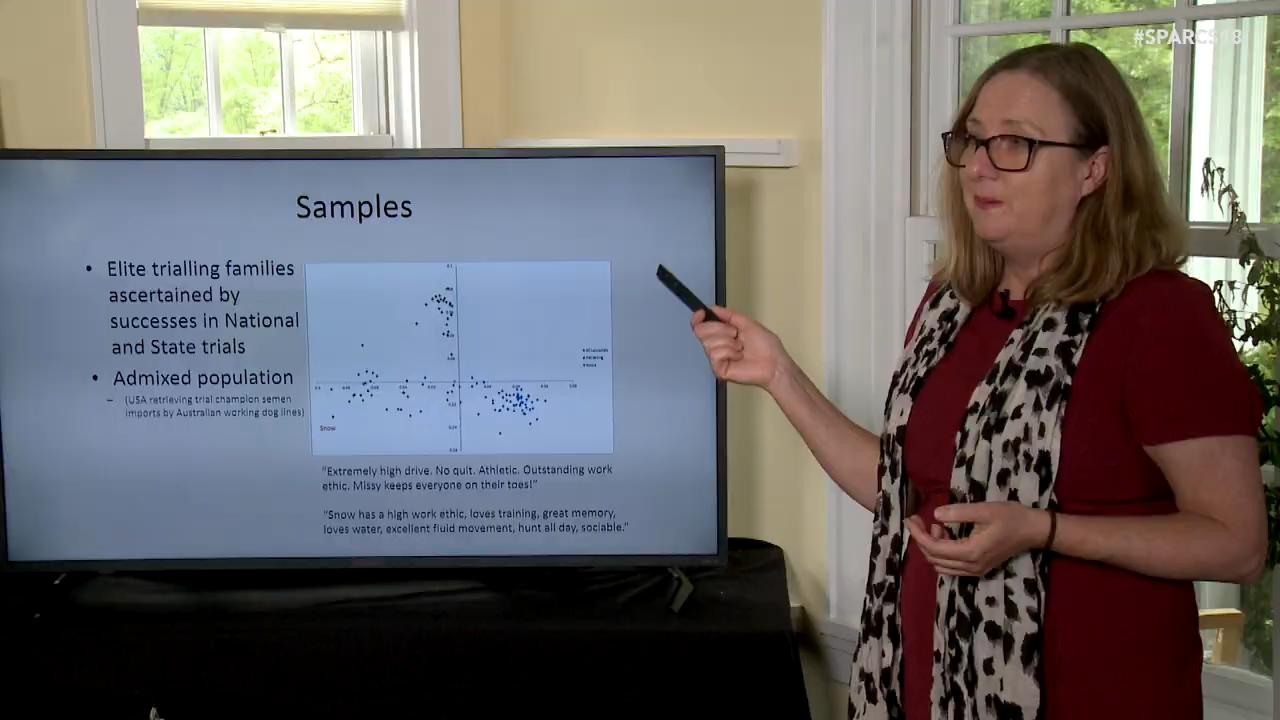 #SPARCS18
Samples
• Elite trialling families
ascertained by
successes in National
and State trials
• Admixed population
– (USA retrieving trial champion semen
imports by Australian working dog lines)
Snow
"Extremely high drive. No quit. Athletic. Outstanding work
ethic. Missy keeps everyone on their toes!"
"Snow has a high work ethic, loves training, great memory,
loves water, excellent fluid movement, hunt all day, sociable."